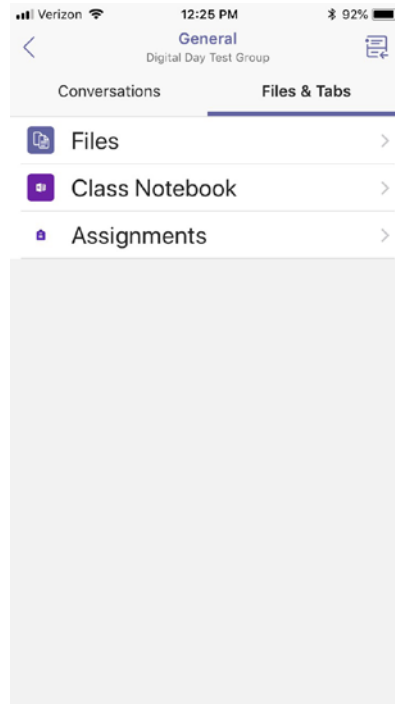 Verizon 12:25 PM 92%
General
Digital Day Test Group
Conversations Files & Tabs
Files
Class Notebook
Assignments